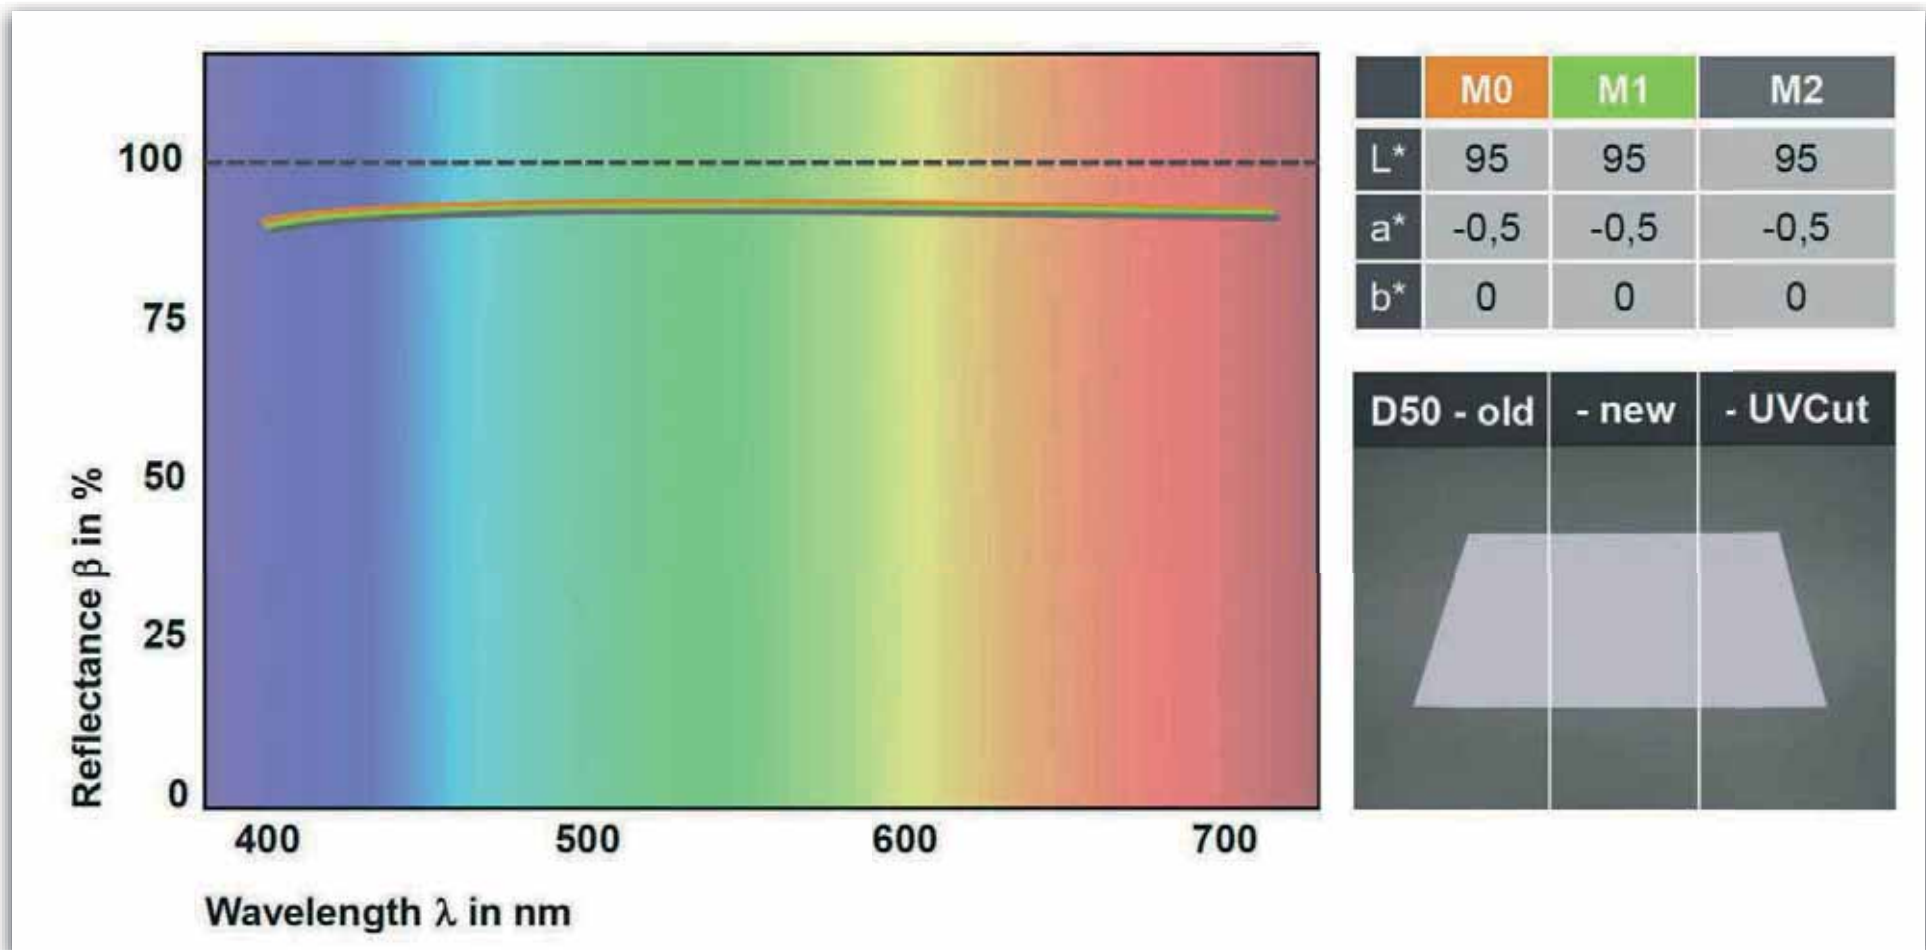 100
75
50
25
0
Reflectance β in %
400 500 600 700
Wavelength λ in nm
M0 M1 M2
L* 95 95 95
a* -0,5 -0,5 -0,5
b* 0 0 0
D50 - old - new - UVCut